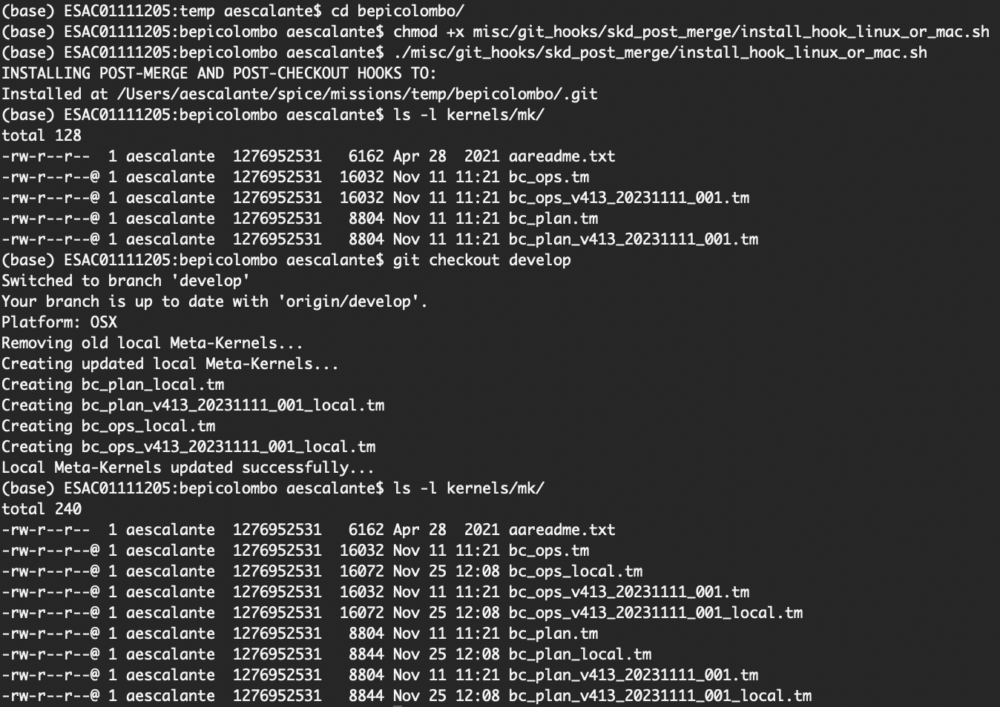 (base) ESAC01111205:temp aescalante$ cd bepicolombo/
(base) ESAC01111205:bepicolombo aescalante$ chmod +x misc/git_hooks/skd_post_merge/install_hook_linux_or_mac.sh
(base) ESAC01111205:bepicolombo aescalante$ ./misc/git_hooks/skd_post_merge/install_hook_linux_or_mac.sh
INSTALLING POST-MERGE AND POST-CHECKOUT HOOKS TO:
Installed at /Users/aescalante/spice/missions/temp/bepicolombo/.git
(base) ESAC01111205:bepicolombo aescalante$ ls -l kernels/mk/
total 128
-rw-r--r--  1 aescalante  1276952531   6162 Apr 28  2021 aareadme.txt
-rw-r--r--@ 1 aescalante  1276952531  16032 Nov 11 11:21 bc_ops.tm
-rw-r--r--@ 1 aescalante  1276952531  16032 Nov 11 11:21 bc_ops_v413_20231111_001.tm
-rw-r--r--@ 1 aescalante  1276952531   8804 Nov 11 11:21 bc_plan.tm
-rw-r--r--@ 1 aescalante  1276952531   8804 Nov 11 11:21 bc_plan_v413_20231111_001.tm
(base) ESAC01111205:bepicolombo aescalante$ git checkout develop
Switched to branch 'develop'
Your branch is up to date with 'origin/develop'.
Platform: OSX
Removing old local Meta-Kernels...
Creating updated local Meta-Kernels...
Creating bc_plan_local.tm
Creating bc_plan_v413_20231111_001_local.tm
Creating bc_ops_local.tm
Creating bc_ops_v413_20231111_001_local.tm
Local Meta-Kernels updated successfully...
(base) ESAC01111205:bepicolombo aescalante$ ls -l kernels/mk/
total 240
-rw-r--r--  1 aescalante  1276952531   6162 Apr 28  2021 aareadme.txt
-rw-r--r--@ 1 aescalante  1276952531  16032 Nov 11 11:21 bc_ops.tm
-rw-r--r--@ 1 aescalante  1276952531  16072 Nov 25 12:08 bc_ops_local.tm
-rw-r--r--@ 1 aescalante  1276952531  16032 Nov 11 11:21 bc_ops_v413_20231111_001.tm
-rw-r--r--@ 1 aescalante  1276952531  16072 Nov 25 12:08 bc_ops_v413_20231111_001_local.tm
-rw-r--r--@ 1 aescalante  1276952531   8804 Nov 11 11:21 bc_plan.tm
-rw-r--r--@ 1 aescalante  1276952531   8844 Nov 25 12:08 bc_plan_local.tm
-rw-r--r--@ 1 aescalante  1276952531   8804 Nov 11 11:21 bc_plan_v413_20231111_001.tm
-rw-r--r--@ 1 aescalante  1276952531   8844 Nov 25 12:08 bc_plan_v413_20231111_001_local.tm